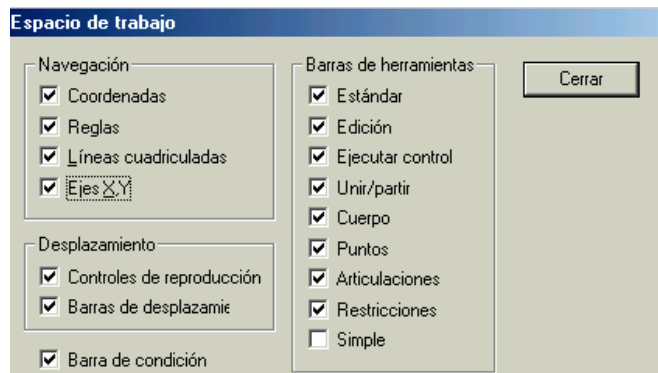 Espacio de trabajo
Navegación
Coordenadas
Reglas
Líneas cuadriculadas
Ejes X,Y
Desplazamiento
Controles de reproducción
Barras de desplazamie
Barra de condición
Barras de herramientas
Estándar
Edición
Ejecutar control
Unir/partir
Cuerpo
Puntos
Articulaciones
Restricciones
Simple
Cerrar